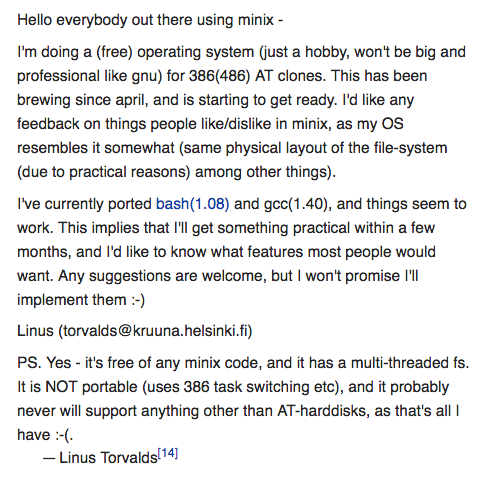 Hello everybody out there using minix -
I'm doing a (free) operating system (just a hobby, won't be big and
professional like gnu) for 386(486) AT clones. This has been
brewing since april, and is starting to get ready. I'd like any
feedback on things people like/dislike in minix, as my OS
resembles it somewhat (same physical layout of the file-system
(due to practical reasons) among other things).
I've currently ported bash(1.08) and gcc(1.40), and things seem to
work. This implies that I'll get something practical within a few
months, and I'd like to know what features most people would
want. Any suggestions are welcome, but I won't promise I'll
implement them :-)
Linus (torvalds@kruuna.helsinki.fi)
PS. Yes - it's free of any minix code, and it has a multi-threaded fs.
It is NOT portable (uses 386 task switching etc), and it probably
never will support anything other than AT-harddisks, as that's all I
have :-(.
— Linus Torvalds[14]